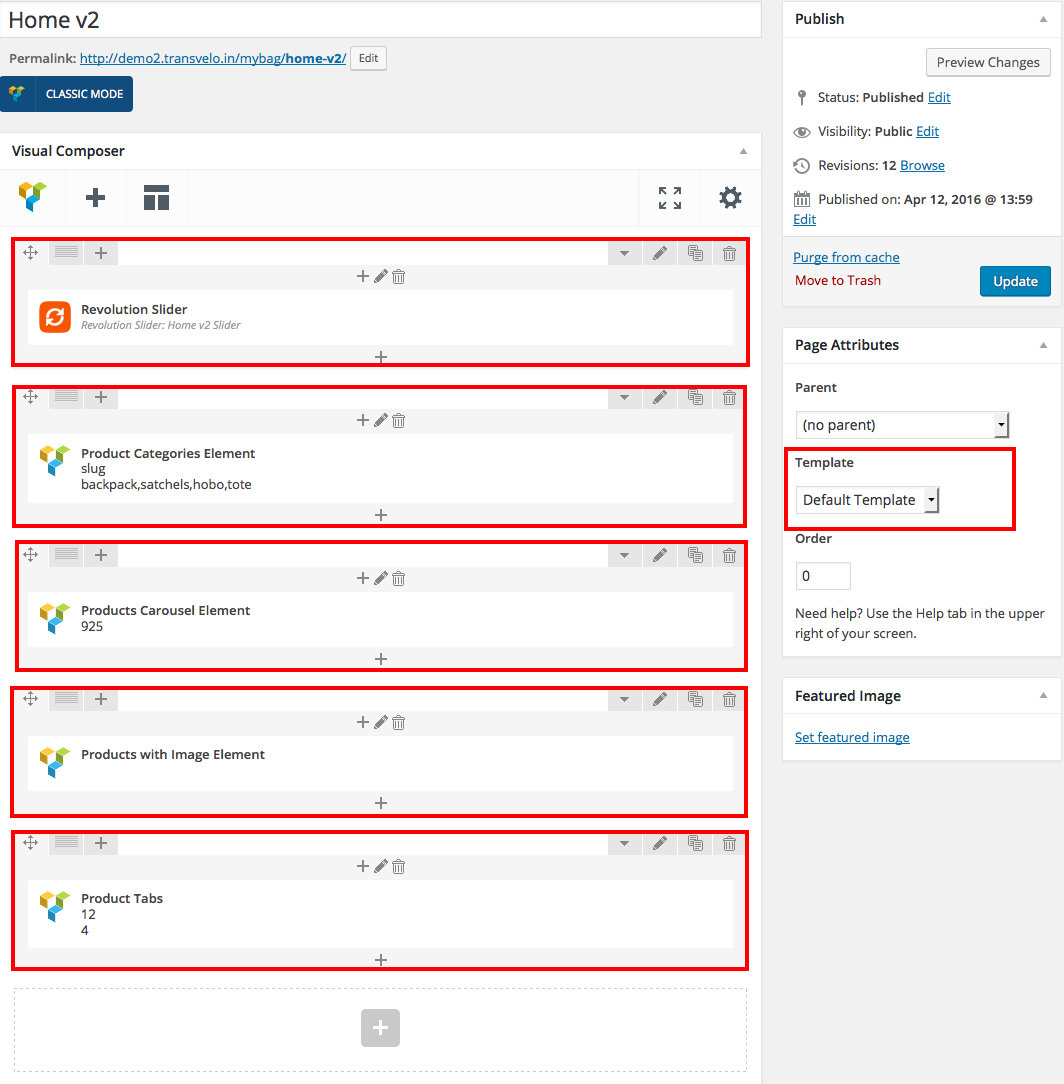 Home v2
Permalink: http://demo2.transvelo.in/mybag/home-v2/ Edit
CLASSIC MODE
Visual Composer
Revolution Slider
Revolution Slider: Home v2 Slider
Product Categories Element
slug
backpack,satchels,hobo,tote
Products Carousel Element
925
Products with Image Element
Product Tabs
12
4
Publish
Preview Changes
Status: Published Edit
Visibility: Public Edit
Revisions: 12 Browse
Published on: Apr 12, 2016 @ 13:59
Edit
Purge from cache
Move to Trash
Update
Page Attributes
Parent
(no parent)
Template
Default Template
Order
0
Need help? Use the Help tab in the upper
right of your screen.
Featured Image
Set featured image